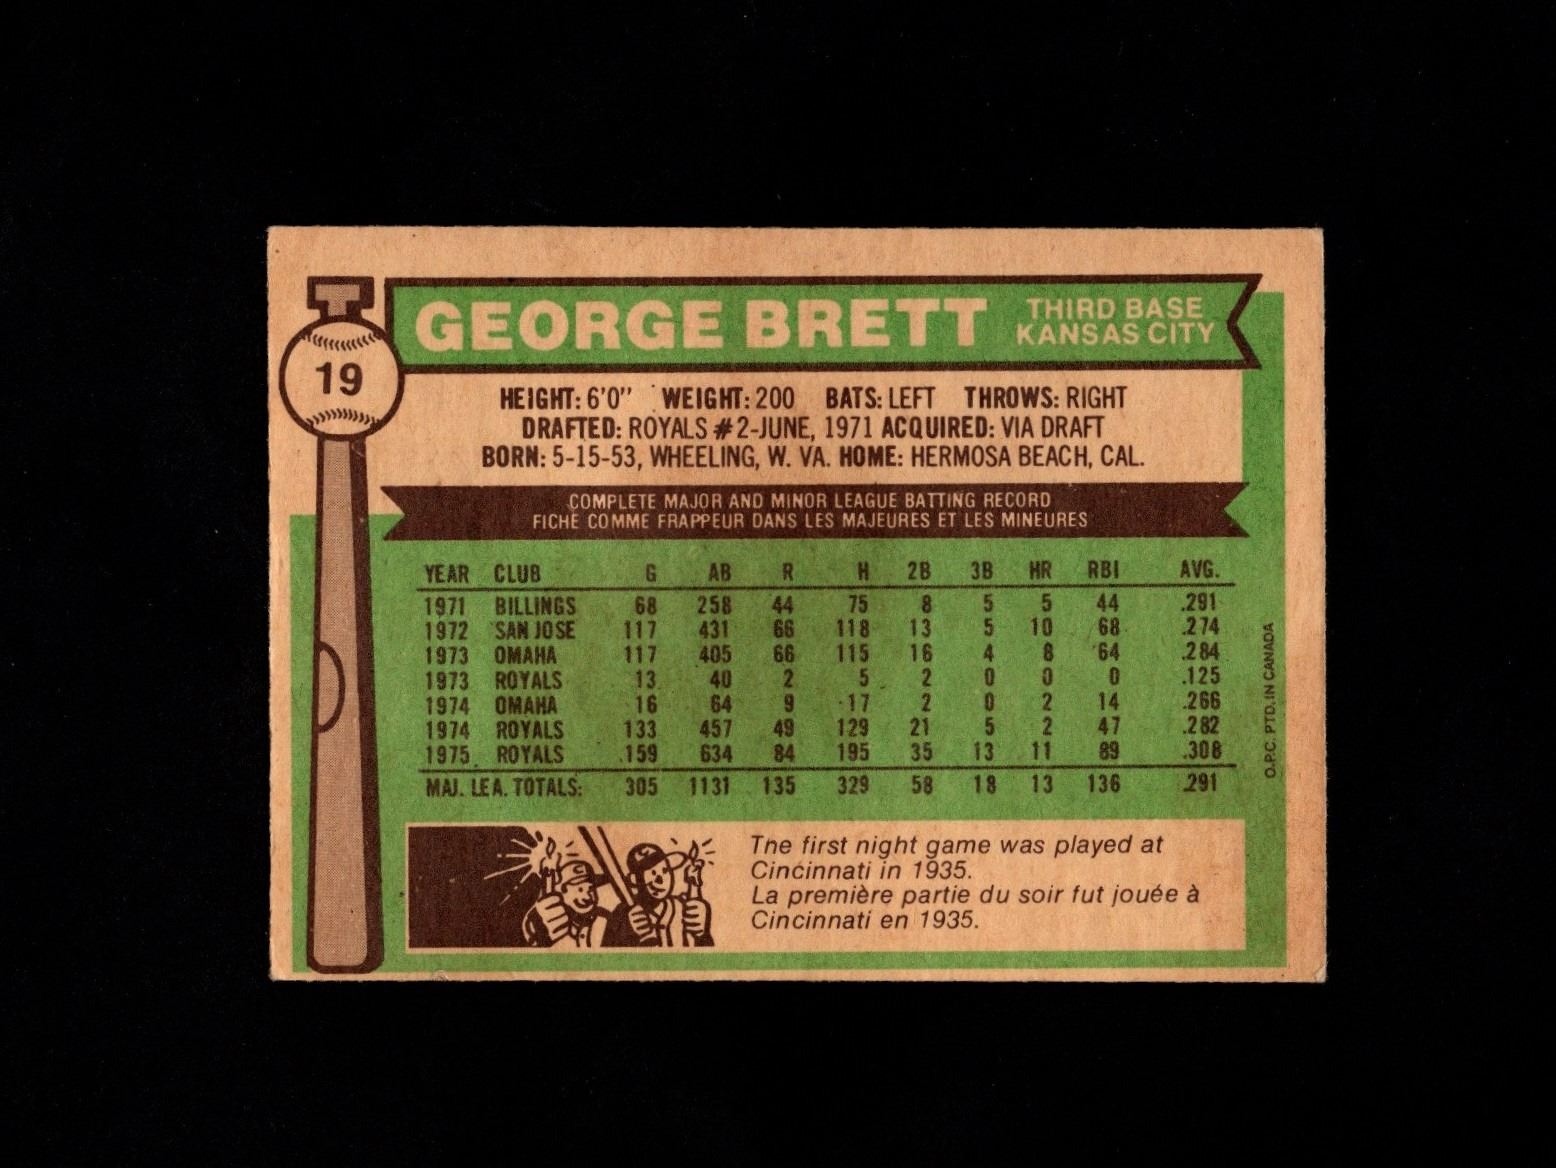 GEORGE BRETT
THIRD BASE
KANSAS CITY
19
HEIGHT: 6'0" WEIGHT: 200 BATS: LEFT THROWS: RIGHT
DRAFTED: ROYALS #2-JUNE, 1971 ACQUIRED: VIA DRAFT
BORN: 5-15-53, WHEELING, W. VA. HOME: HERMOSA BEACH, CAL.
COMPLETE MAJOR AND MINOR LEAGUE BATTING RECORD
FICHE COMME FRAPPEUR DANS LES MAJEURES ET LES MINEURES
YEAR CLUB G AB R H 2B 3B HR RBI AVG.
1971 BILLINGS 68 258 44 75 8 5 5 44 .291
1972 SAN JOSE 117 431 66 118 13 5 10 68 .274
1973 OMAHA 117 405 66 115 16 4 8 64 .284
1973 ROYALS 13 40 2 5 2 0 0 0 .125
1974 OMAHA 16 64 9 17 2 0 2 14 .266
1974 ROYALS 133 457 49 129 21 5 2 47 .282
1975 ROYALS 159 634 84 195 35 13 11 89 .308
MAJ. LEA. TOTALS: 305 1131 135 329 58 18 13 136 .291
The first night game was played at
Cincinnati in 1935.
La première partie du soir fut jouée à
Cincinnati en 1935.
O.P.C. PTD. IN CANADA